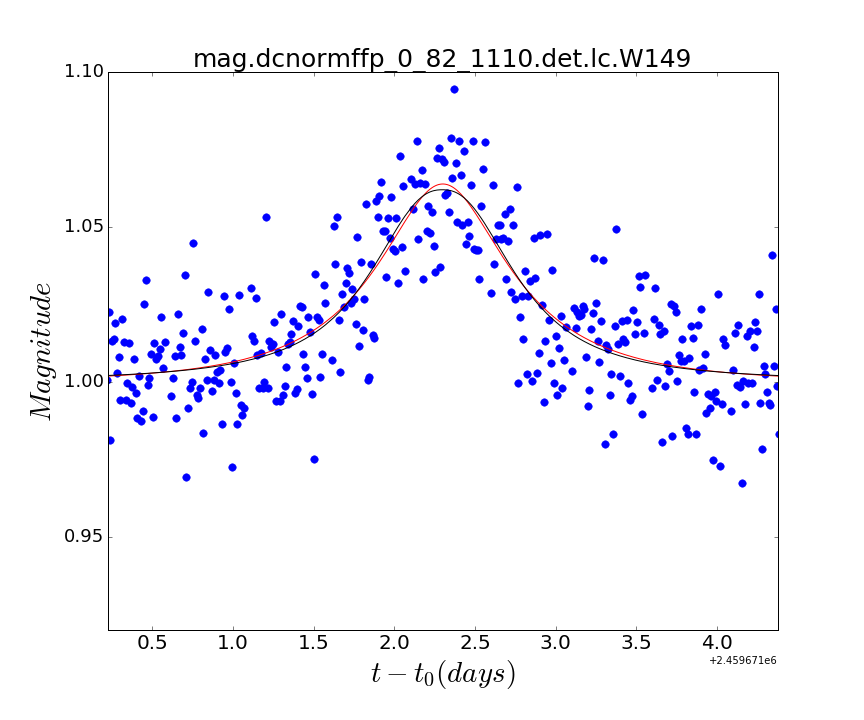 mag.dcnormffp_0_82_1110.det.lc.W149
1.10
1.05
1.00
0.95
Magnitude
0.5 1.0 1.5 2.0 2.5 3.0 3.5 4.0
+2.459671e6
t − t₀(days)